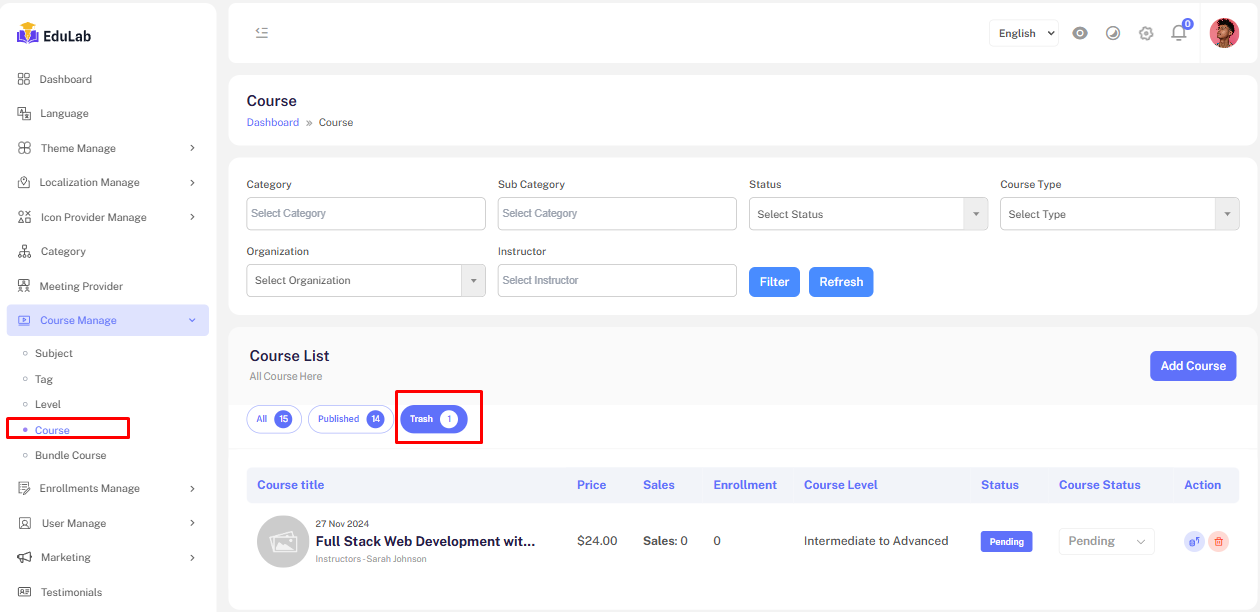 EduLab
Dashboard
Language
Theme Manage
Localization Manage
Icon Provider Manage
Category
Meeting Provider
Course Manage
Subject
Tag
Level
Course
Bundle Course
Enrollments Manage
User Manage
Marketing
Testimonials
English
0
Course
Dashboard » Course
Category Sub Category Status Course Type
Select Category Select Category Select Status Select Type
Organization Instructor
Select Organization Select Instructor Filter Refresh
Course List
All Course Here
Add Course
All 15 Published 14 Trash 1
Course title Price Sales Enrollment Course Level Status Course Status Action
27 Nov 2024
Full Stack Web Development wit... $24.00 Sales: 0 0 Intermediate to Advanced Pending Pending
Instructors - Sarah Johnson